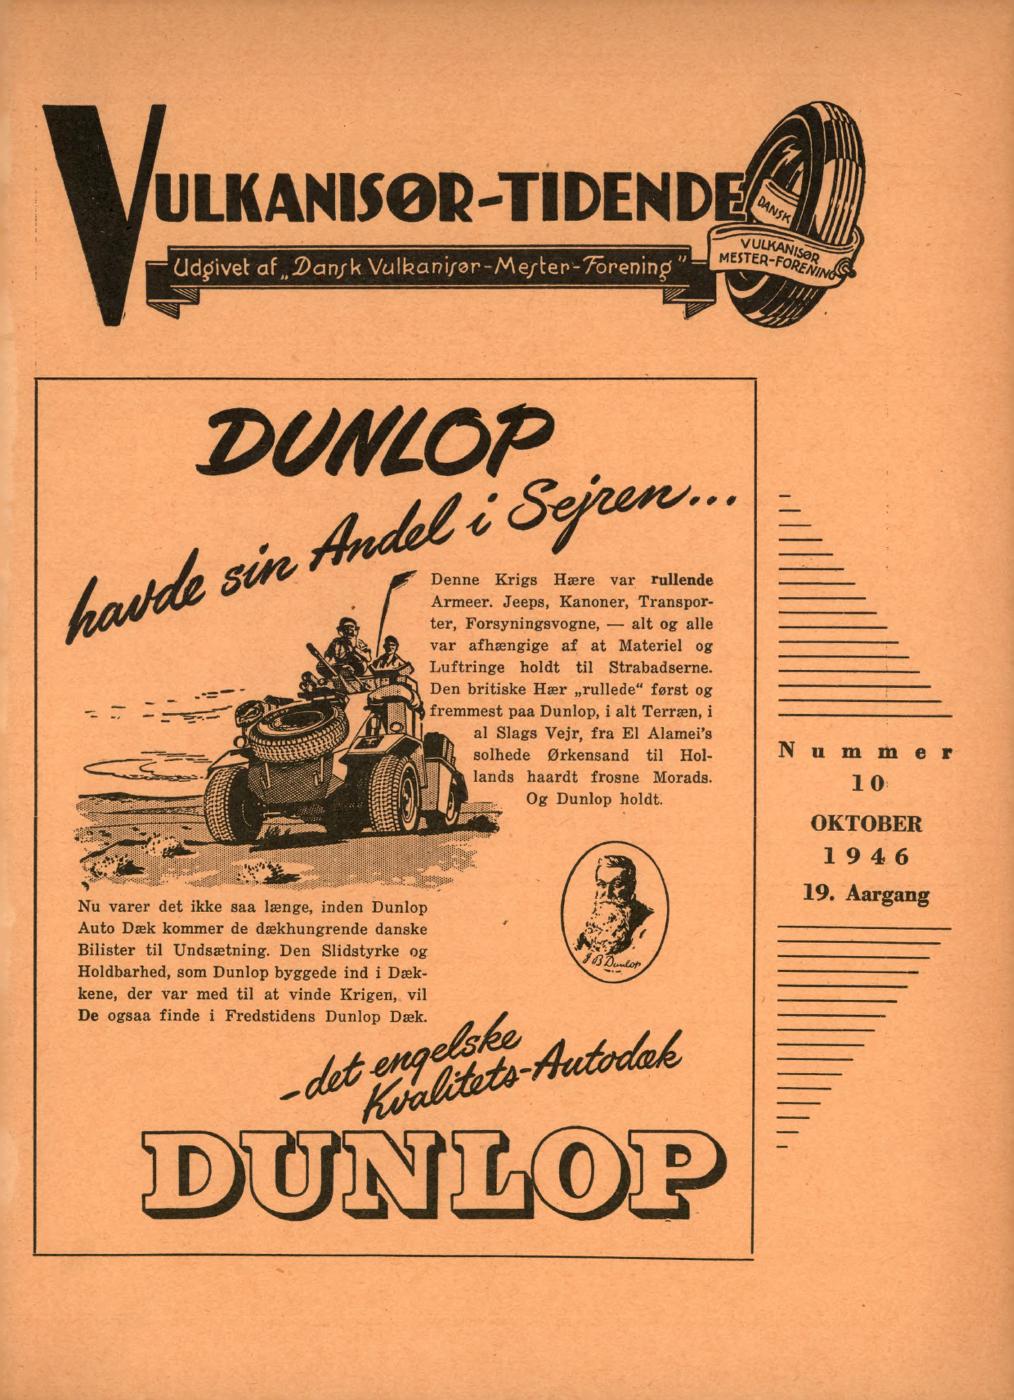 VULKANISØR-TIDENDE
Udgivet af „Dansk Vulkanisør-Mester-Forening”
DANSK
VULKANISØR
MESTER-FORENING
DUNLOP
havde sin Andel i Sejren...
Denne Krigs Hære var rullende
Armeer. Jeeps, Kanoner, Transpor-
ter, Forsyningsvogne, — alt og alle
var afhængige af at Materiel og
Luftringe holdt til Strabadserne.
Den britiske Hær „rullede“ først og
fremmest paa Dunlop, i alt Terræn, i
al Slags Vejr, fra El Alamei's
solhede Ørkensand til Hol-
lands haardt frosne Morads.
Og Dunlop holdt.
J B Dunlop
Nu varer det ikke saa længe, inden Dunlop
Auto Dæk kommer de dækhungrende danske
Bilister til Undsætning. Den Slidstyrke og
Holdbarhed, som Dunlop byggede ind i Dæk-
kene, der var med til at vinde Krigen, vil
De ogsaa finde i Fredstidens Dunlop Dæk.
- det engelske
Kvalitets-Autodæk
DUNLOP
Nummer
10
OKTOBER
1946
19. Aargang